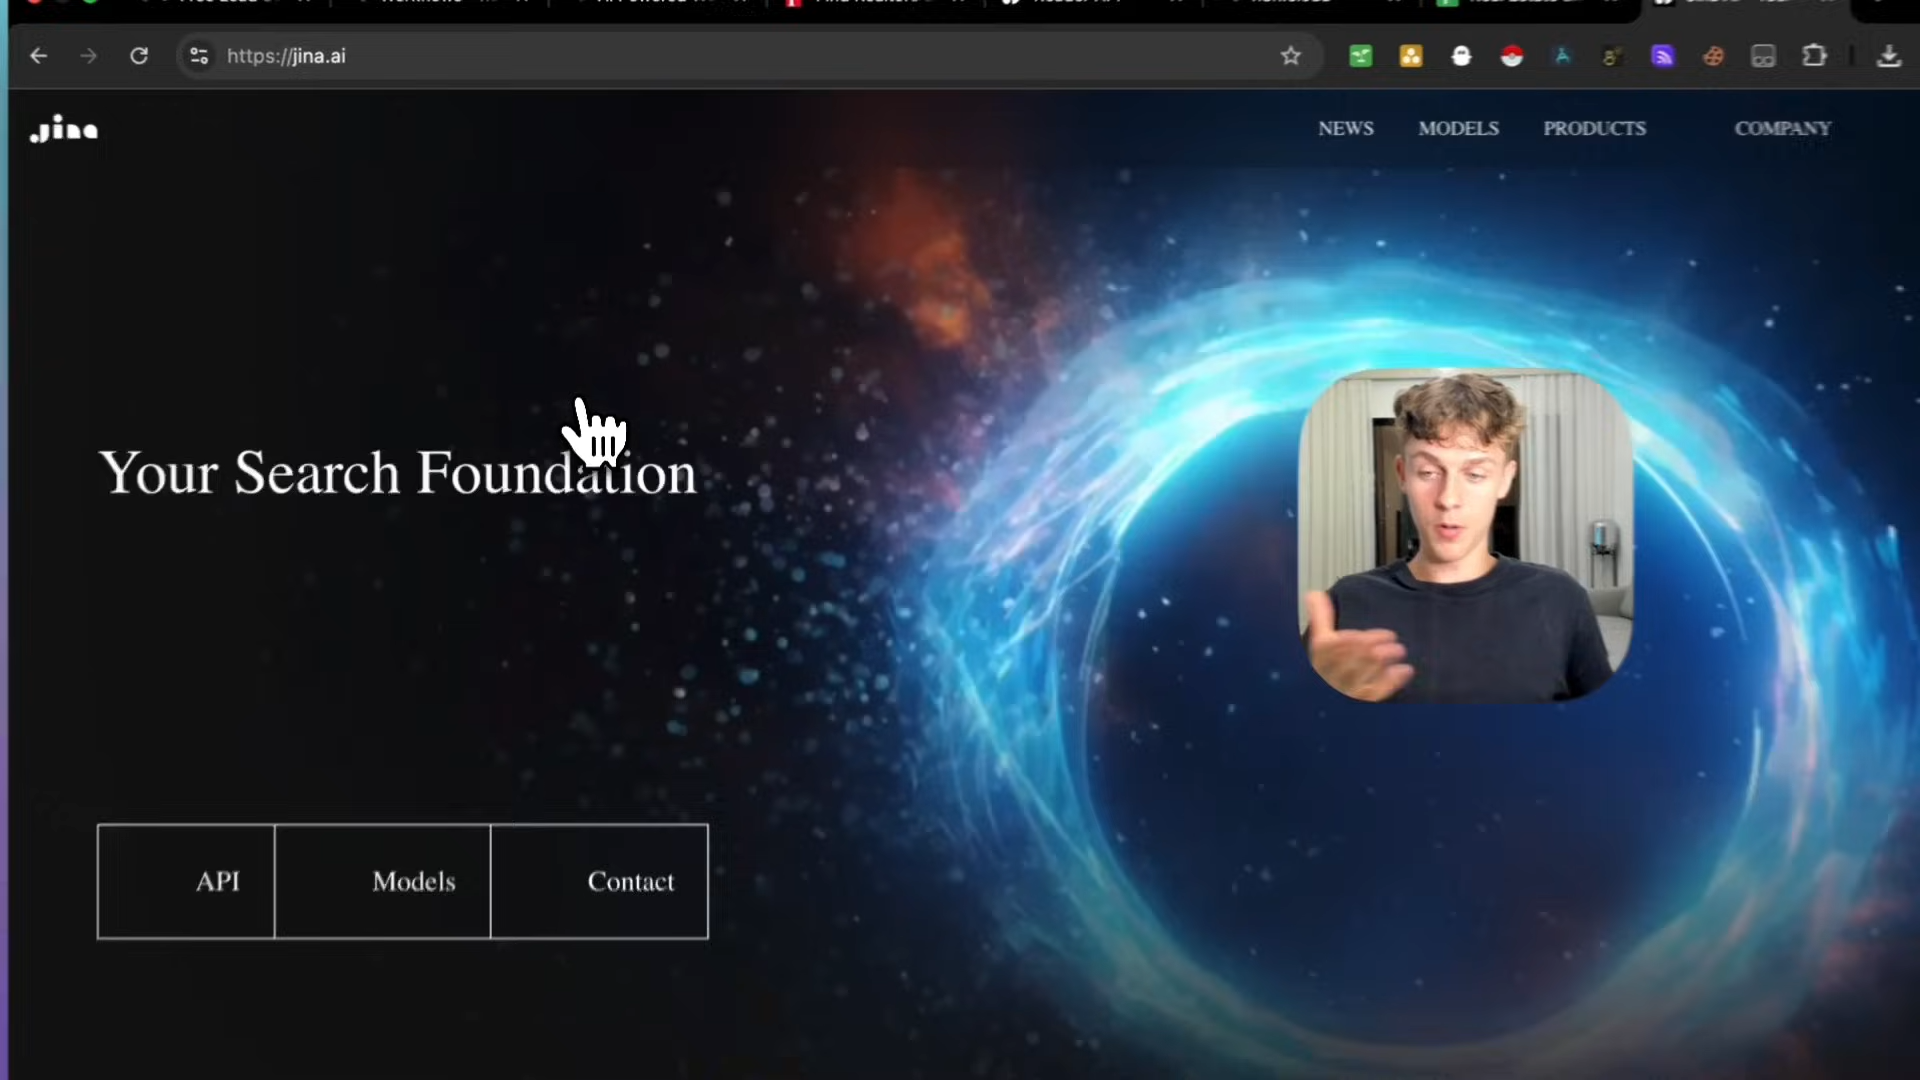 https://jina.ai
jina
NEWS MODELS PRODUCTS COMPANY
Your Search Foundation
API Models Contact